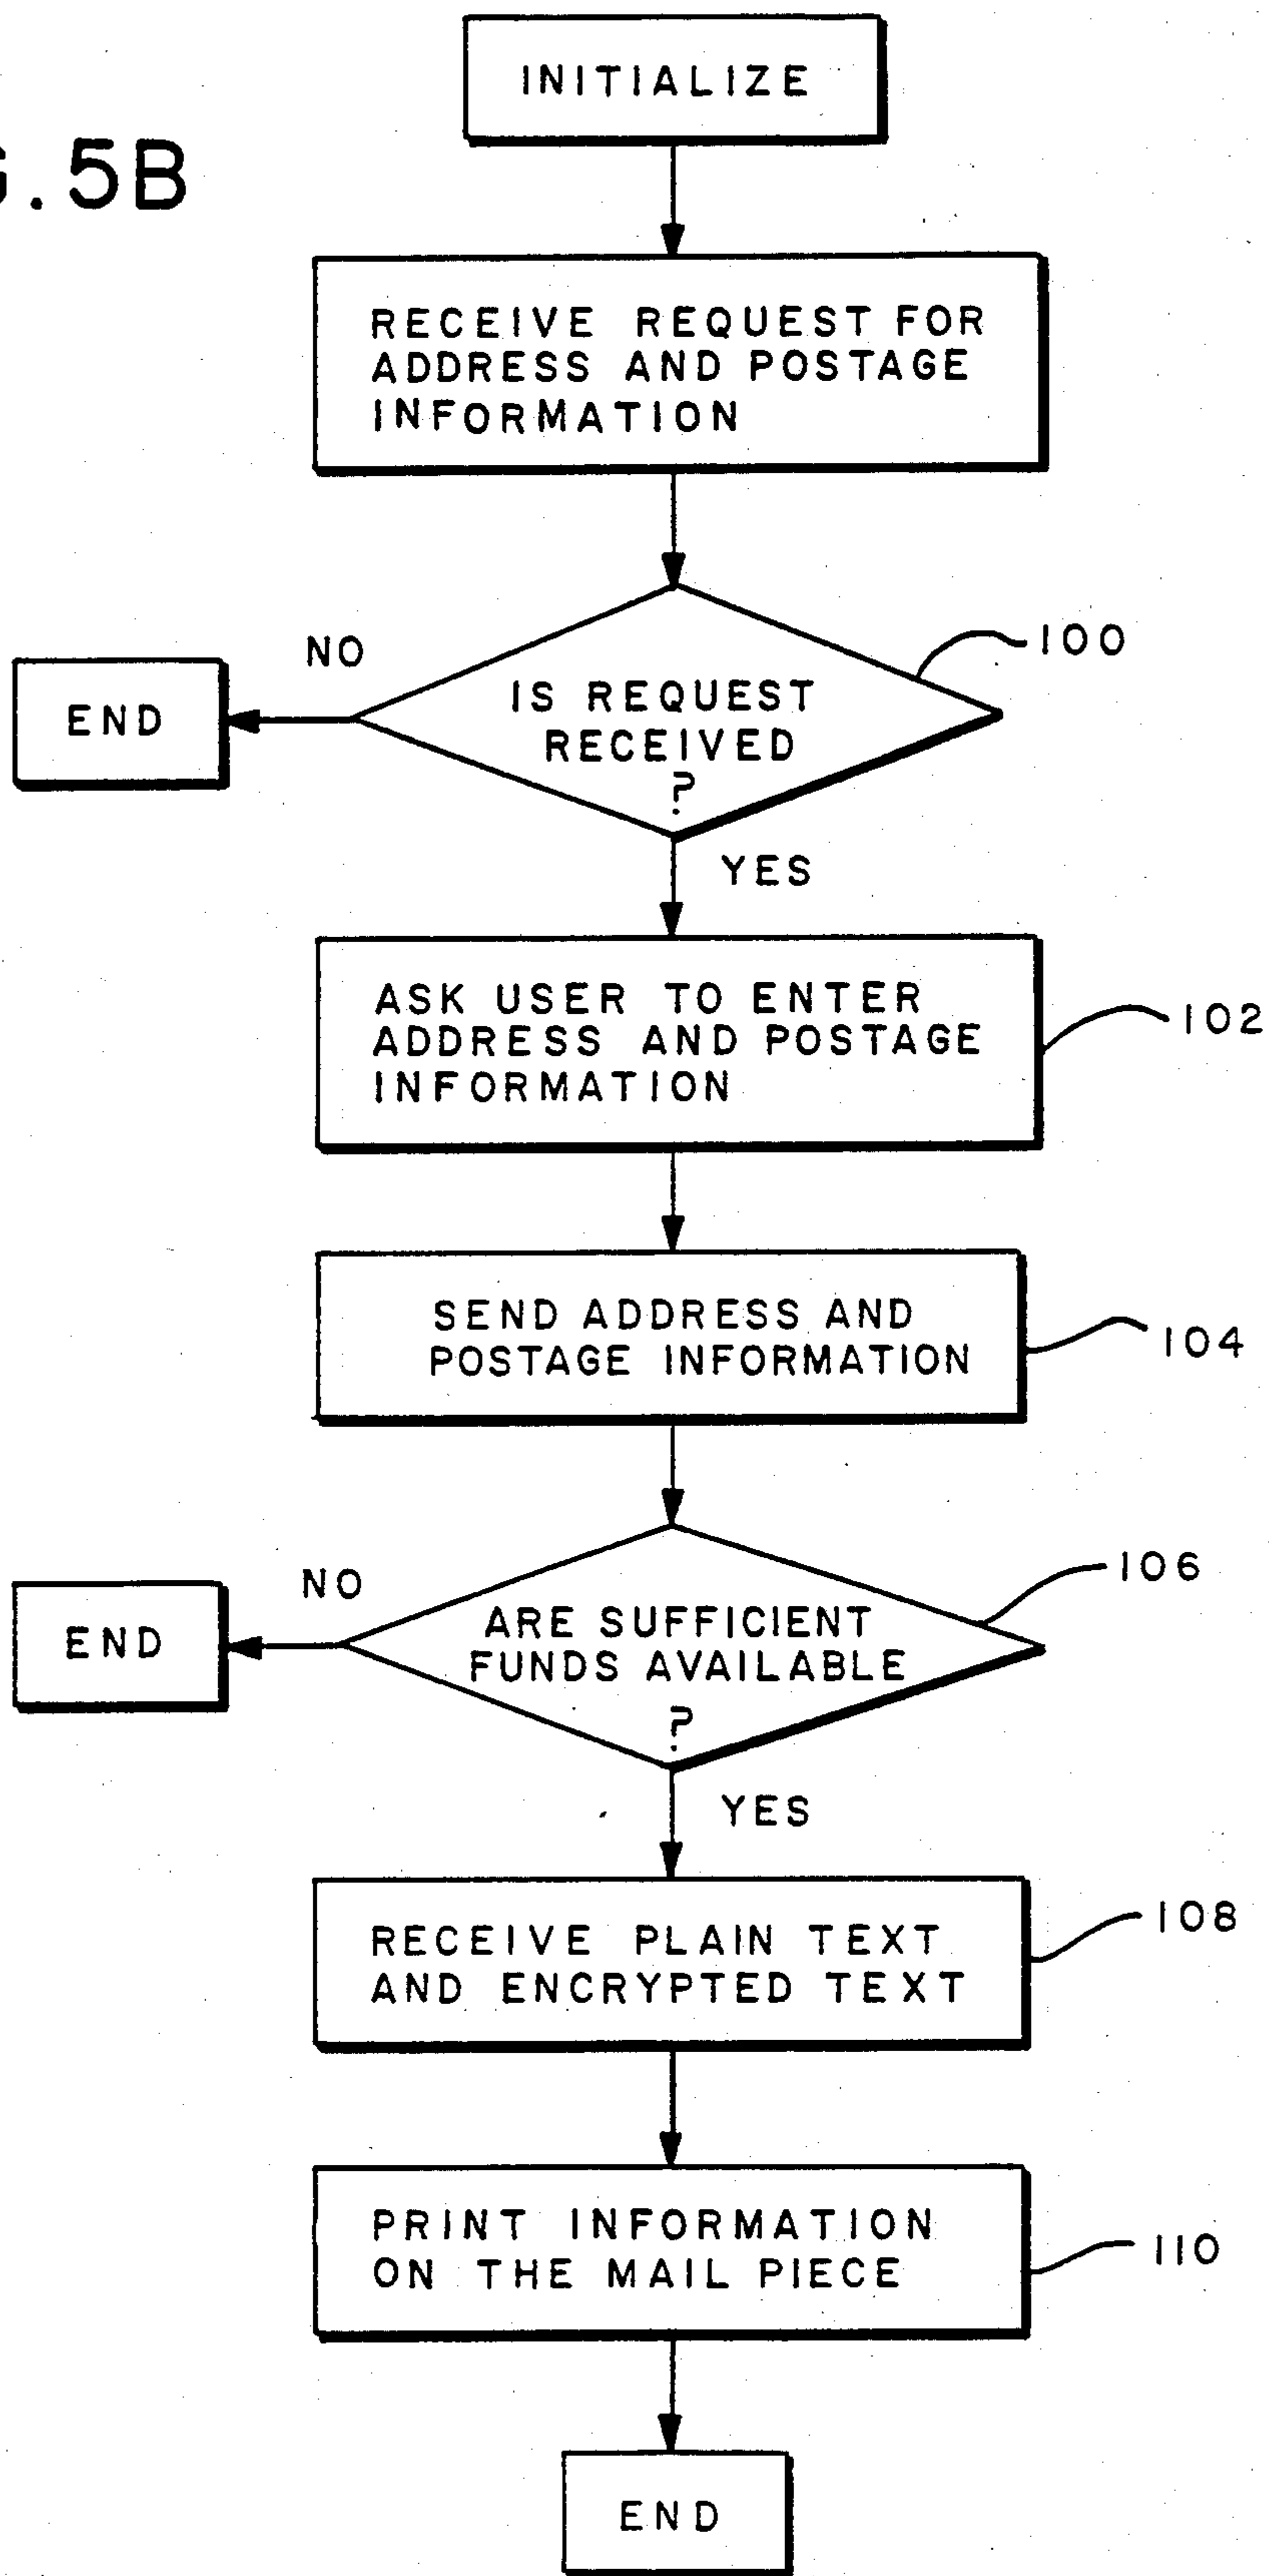 .5B
INITIALIZE
RECEIVE REQUEST FOR
ADDRESS AND POSTAGE
INFORMATION
NO
100
END
IS REQUEST
RECEIVED
?
YES
ASK USER TO ENTER
ADDRESS AND POSTAGE
INFORMATION
102
SEND ADDRESS AND
POSTAGE INFORMATION
104
NO
106
END
ARE SUFFICIENT
FUNDS AVAILABLE
?
YES
RECEIVE PLAIN TEXT
AND ENCRYPTED TEXT
108
PRINT INFORMATION
ON THE MAIL PIECE
110
END